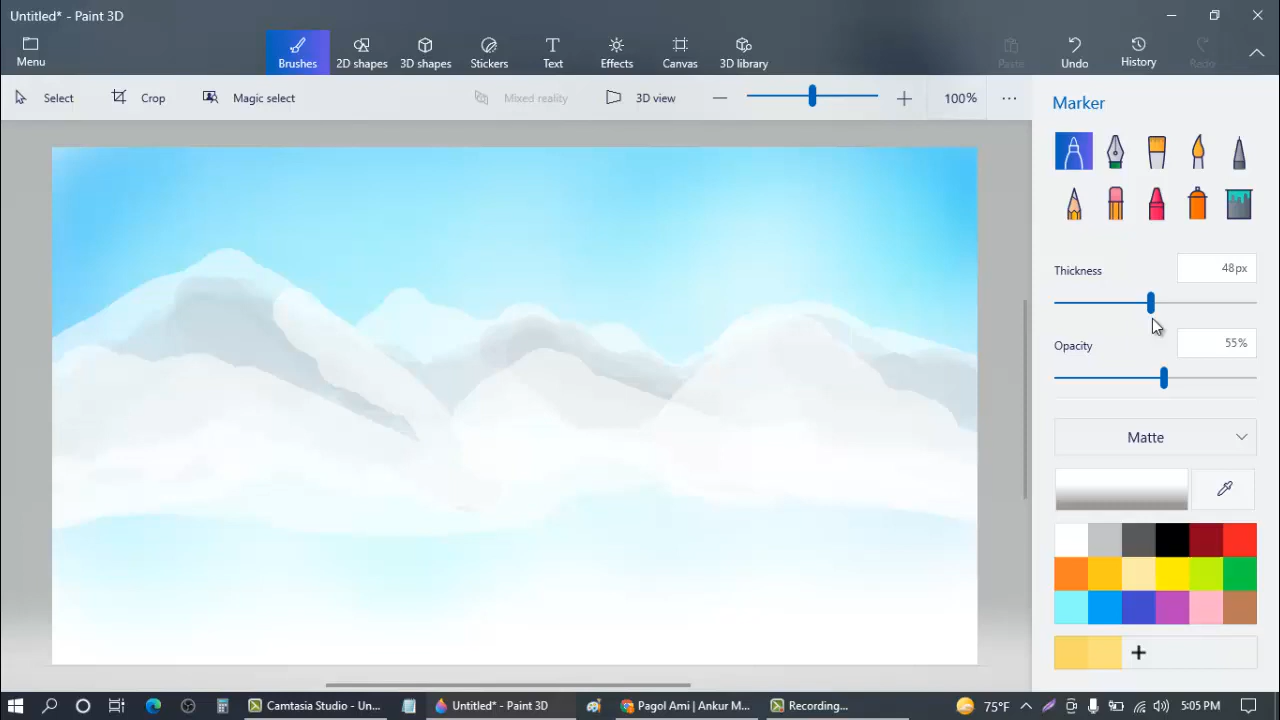 Untitled* - Paint 3D
Menu
Brushes
2D shapes
3D shapes
Stickers
Text
Effects
Canvas
3D library
Paste
Undo
History
Redo
Select
Crop
Magic select
Mixed reality
3D view
100%
Marker
Thickness
48px
Opacity
55%
Matte
Camtasia Studio - Un...
Untitled* - Paint 3D
Pagol Ami | Ankur M...
Recording...
75°F
5:05 PM